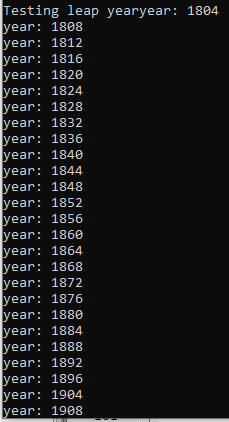 Testing leap yearyear: 1804
year: 1808
year: 1812
year: 1816
year: 1820
year: 1824
year: 1828
year: 1832
year: 1836
year: 1840
year: 1844
year: 1848
year: 1852
year: 1856
year: 1860
year: 1864
year: 1868
year: 1872
year: 1876
year: 1880
year: 1884
year: 1888
year: 1892
year: 1896
year: 1904
year: 1908